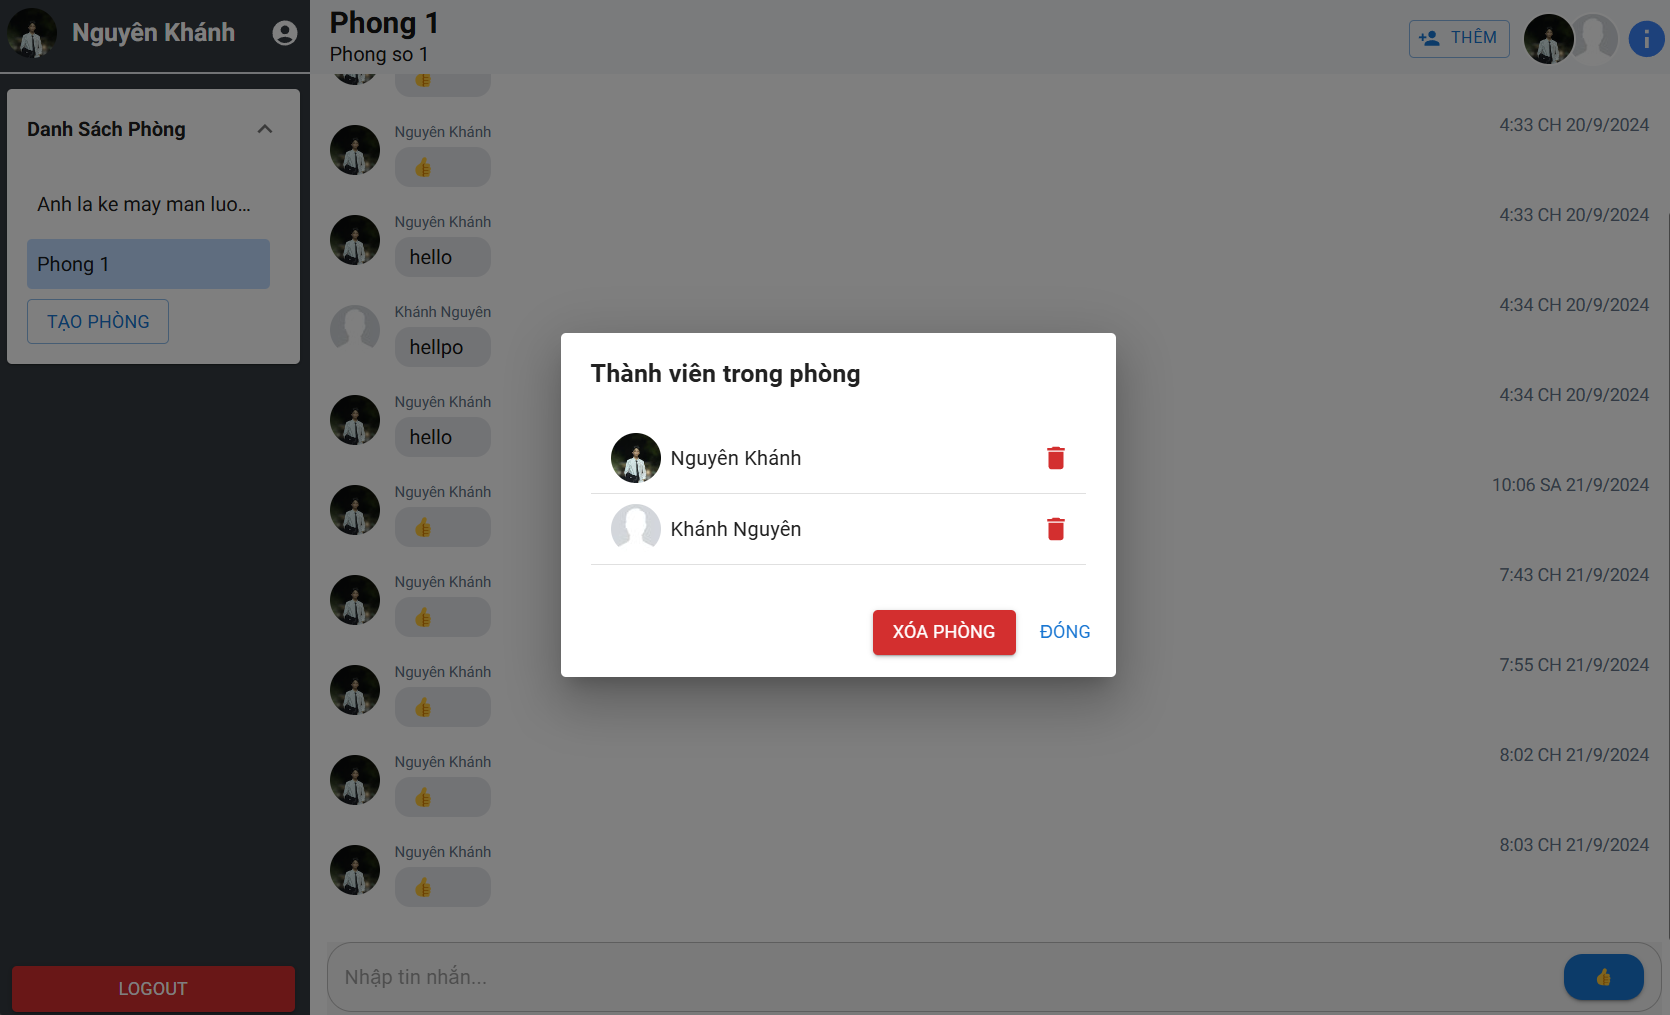 Nguyên Khánh
Danh Sách Phòng
Anh la ke may man luo...
Phong 1
TẠO PHÒNG
LOGOUT
Phong 1
Phong so 1
THÊM
Nguyên Khánh
4:33 CH 20/9/2024
Nguyên Khánh
4:33 CH 20/9/2024
hello
Khánh Nguyên
4:34 CH 20/9/2024
hellpo
Nguyên Khánh
4:34 CH 20/9/2024
hello
Nguyên Khánh
10:06 SA 21/9/2024
Nguyên Khánh
7:43 CH 21/9/2024
Nguyên Khánh
7:55 CH 21/9/2024
Nguyên Khánh
8:02 CH 21/9/2024
Nguyên Khánh
8:03 CH 21/9/2024
Nhập tin nhắn...
Thành viên trong phòng
Nguyên Khánh
Khánh Nguyên
XÓA PHÒNG
ĐÓNG